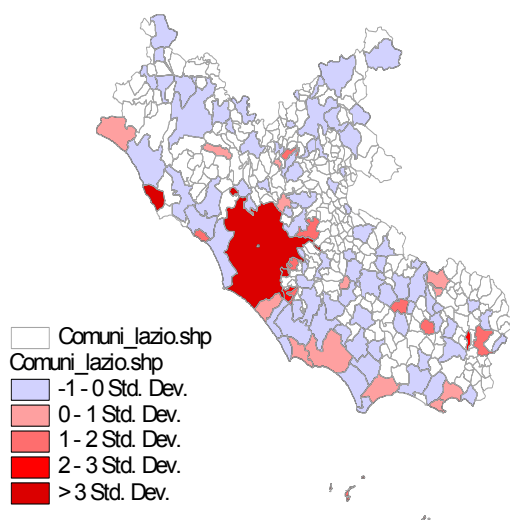 Comuni_lazio.shp
Comuni_lazio.shp
-1 - 0 Std. Dev.
0 - 1 Std. Dev.
1 - 2 Std. Dev.
2 - 3 Std. Dev.
> 3 Std. Dev.